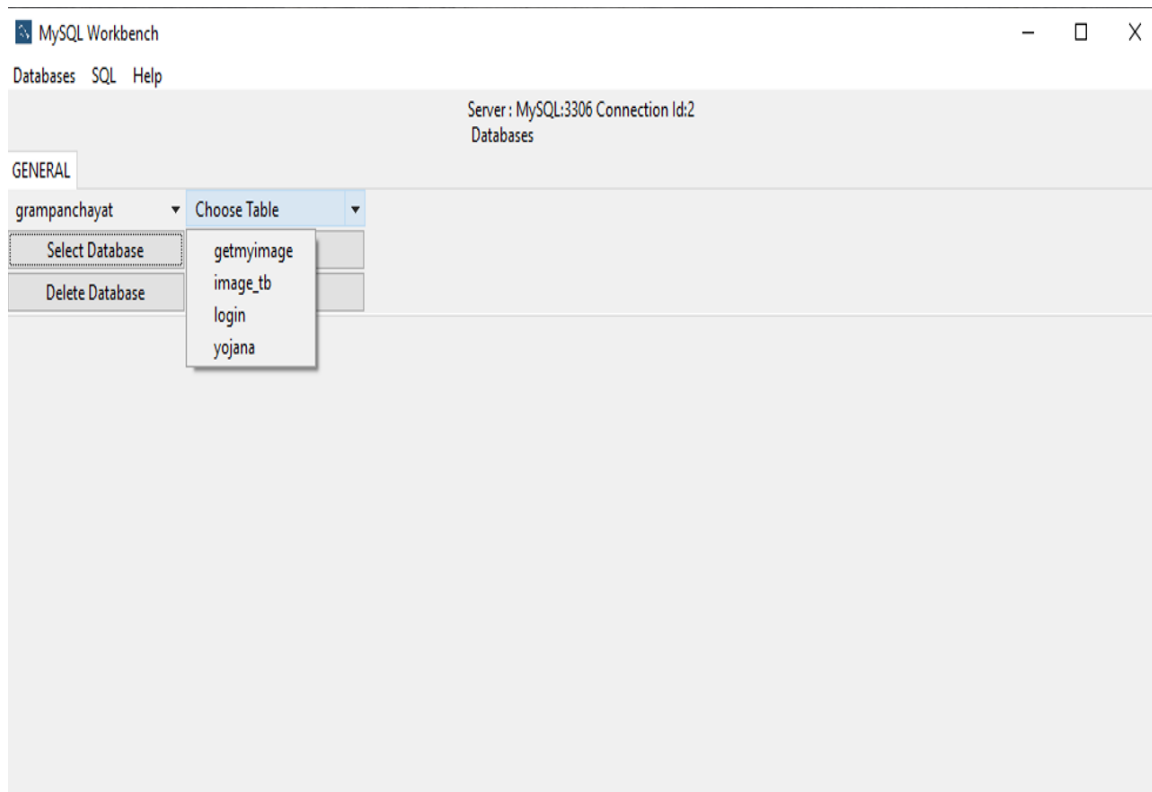 MySQL Workbench
Databases SQL Help
Server : MySQL:3306 Connection Id:2
Databases
GENERAL
grampanchayat Choose Table
Select Database
Delete Database
getmyimage
image_tb
login
yojana